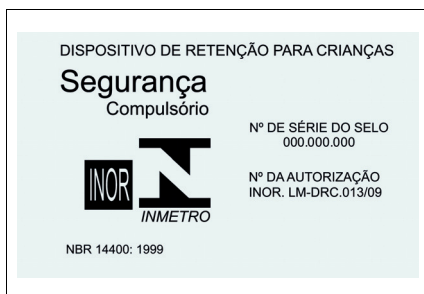 DISPOSITIVO DE RETENÇÃO PARA CRIANÇAS
Segurança
Compulsório
Nº DE SÉRIE DO SELO
000.000.000
INOR
INMETRO
Nº DA AUTORIZAÇÃO
INOR. LM-DRC.013/09
NBR 14400: 1999